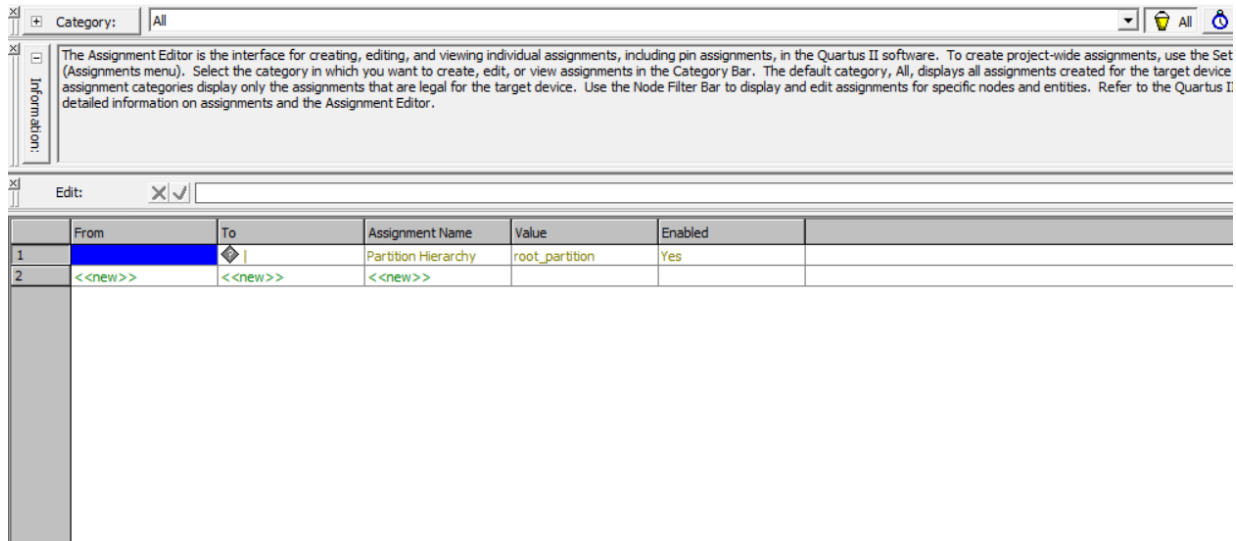 Category: All All
The Assignment Editor is the interface for creating, editing, and viewing individual assignments, including pin assignments, in the Quartus II software. To create project-wide assignments, use the Set
(Assignments menu). Select the category in which you want to create, edit, or view assignments in the Category Bar. The default category, All, displays all assignments created for the target device
assignment categories display only the assignments that are legal for the target device. Use the Node Filter Bar to display and edit assignments for specific nodes and entities. Refer to the Quartus II
detailed information on assignments and the Assignment Editor.
Information:
Edit:
From To Assignment Name Value Enabled
1 Partition Hierarchy root_partition Yes
2 <<new>> <<new>> <<new>>